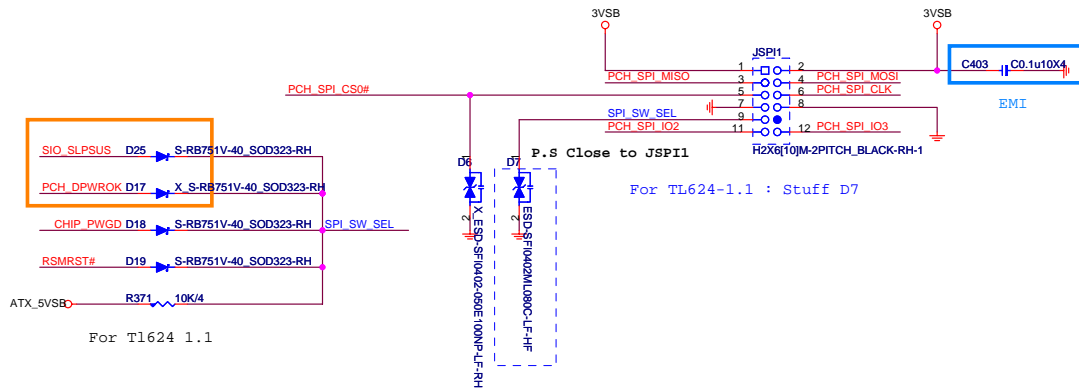 3VSB
3VSB
JSPI1
1
2
PCH_SPI_MISO
3
4
PCH_SPI_MOSI
C403
C0.1u10X4
EMI
PCH_SPI_CS0#
5
6
PCH_SPI_CLK
7
8
SPI_SW_SEL
9
PCH_SPI_IO2
11
12
PCH_SPI_IO3
H2X6[10]M-2PITCH_BLACK-RH-1
P.S Close to JSPI1
For TL624-1.1 : Stuff D7
SIO_SLPSUS
D25
S-RB751V-40_SOD323-RH
PCH_DPWROK
D17
X_S-RB751V-40_SOD323-RH
CHIP_PWGD
D18
S-RB751V-40_SOD323-RH
SPI_SW_SEL
RSMRST#
D19
S-RB751V-40_SOD323-RH
ATX_5VSB
R371
10K/4
For Tl624 1.1
D6
2
X_ESD-SFI0402-050E100NP-LF-RH
D7
2
ESD-SFI0402ML080C-LF-HF